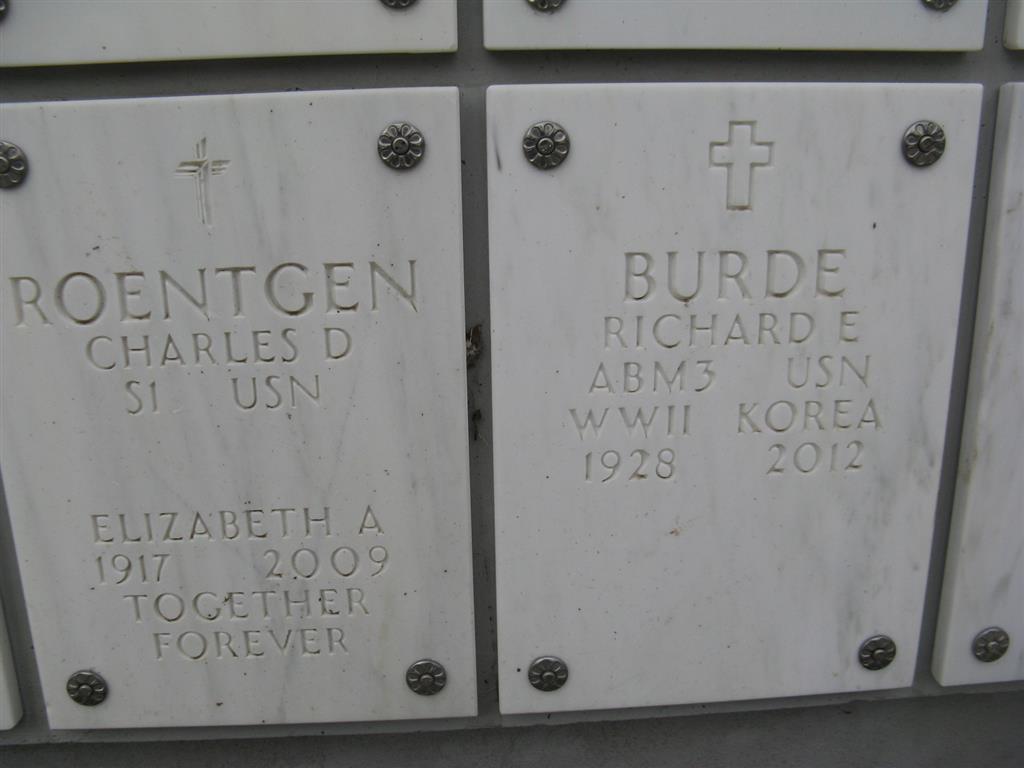 ROENTGEN
CHARLES D
S1 USN
ELIZABETH A
1917 2009
TOGETHER
FOREVER
BURDE
RICHARD E
ABM3 USN
WWII KOREA
1928 2012